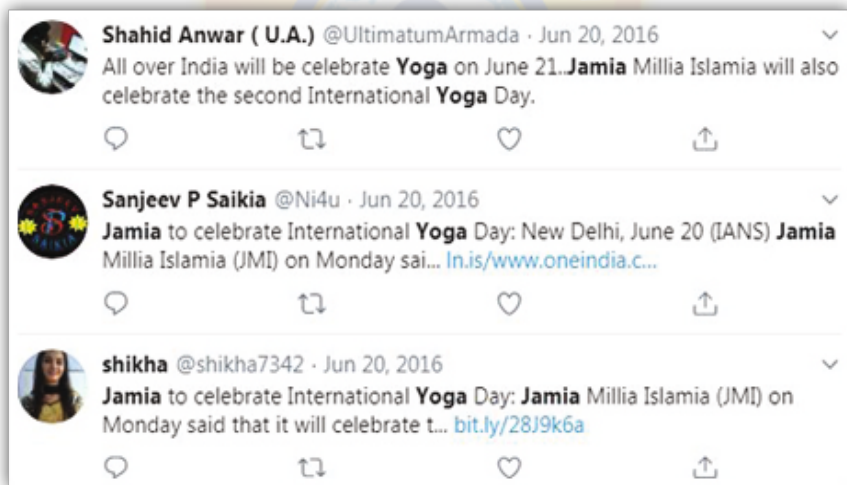 Shahid Anwar ( U.A.) @UltimatumArmada · Jun 20, 2016
All over India will be celebrate Yoga on June 21..Jamia Millia Islamia will also
celebrate the second International Yoga Day.
Sanjeev P Saikia @Ni4u · Jun 20, 2016
Jamia to celebrate International Yoga Day: New Delhi, June 20 (IANS) Jamia
Millia Islamia (JMI) on Monday sai... ln.is/www.oneindia.c...
shikha @shikha7342 · Jun 20, 2016
Jamia to celebrate International Yoga Day: Jamia Millia Islamia (JMI) on
Monday said that it will celebrate t... bit.ly/28J9k6a